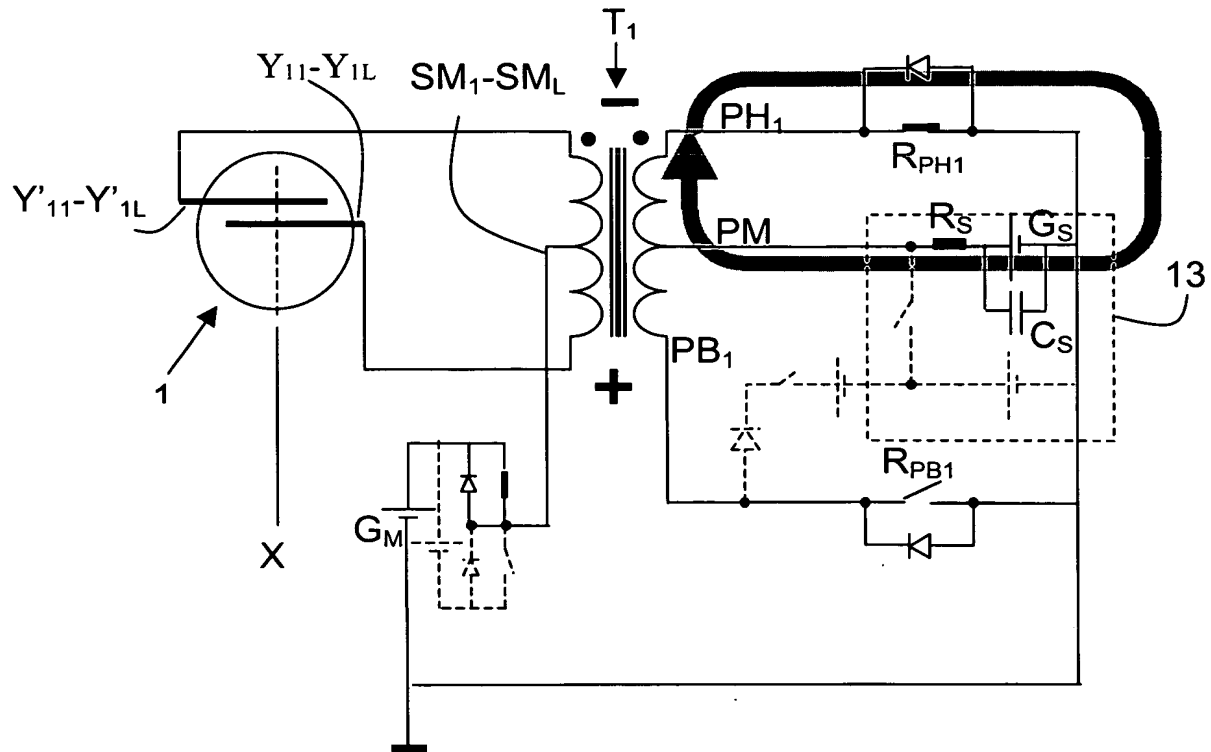 T₁
Y₁₁-Y₁L
SM₁-SML
PH₁
RPH1
Y'₁₁-Y'₁L
RS
GS
PM
13
CS
PB₁
1
RPB1
GM
X